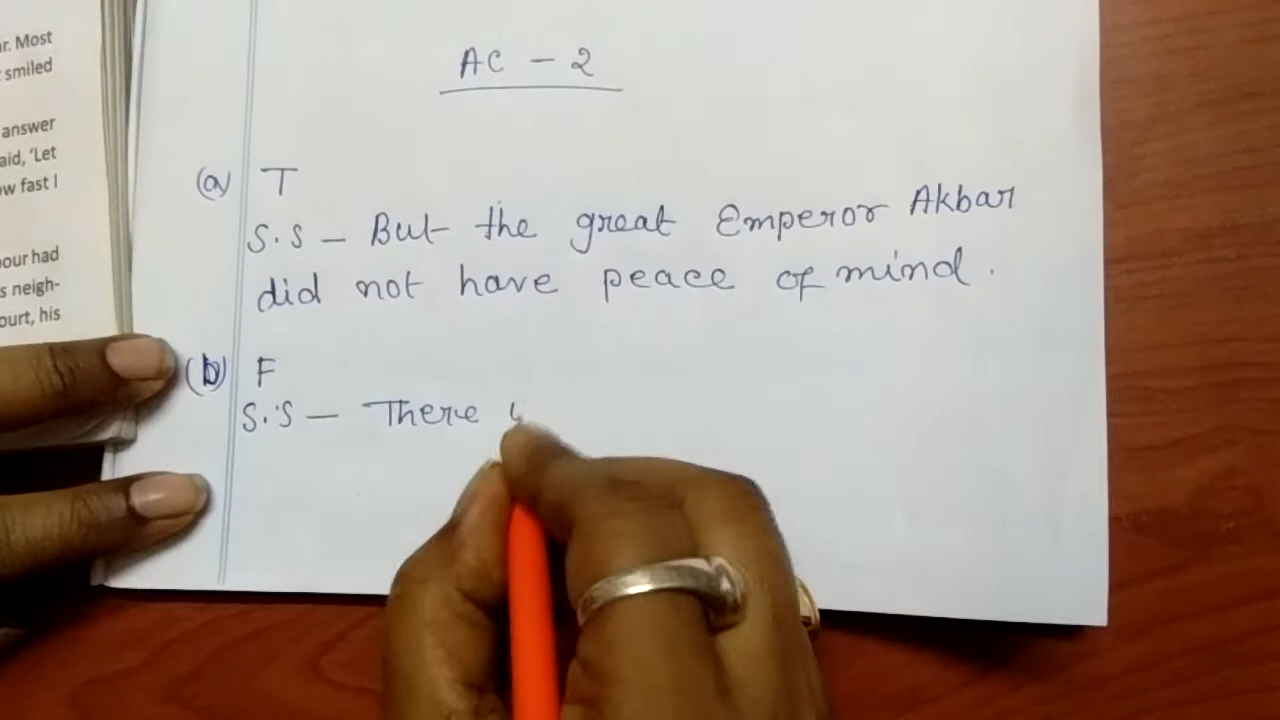 r. Most
smiled
answer
aid, 'Let
ow fast I
our had
s neigh-
ourt, his
AC - 2
(a) T
S.S - But the great Emperor Akbar
did not have peace of mind.
(b) F
S.S - There